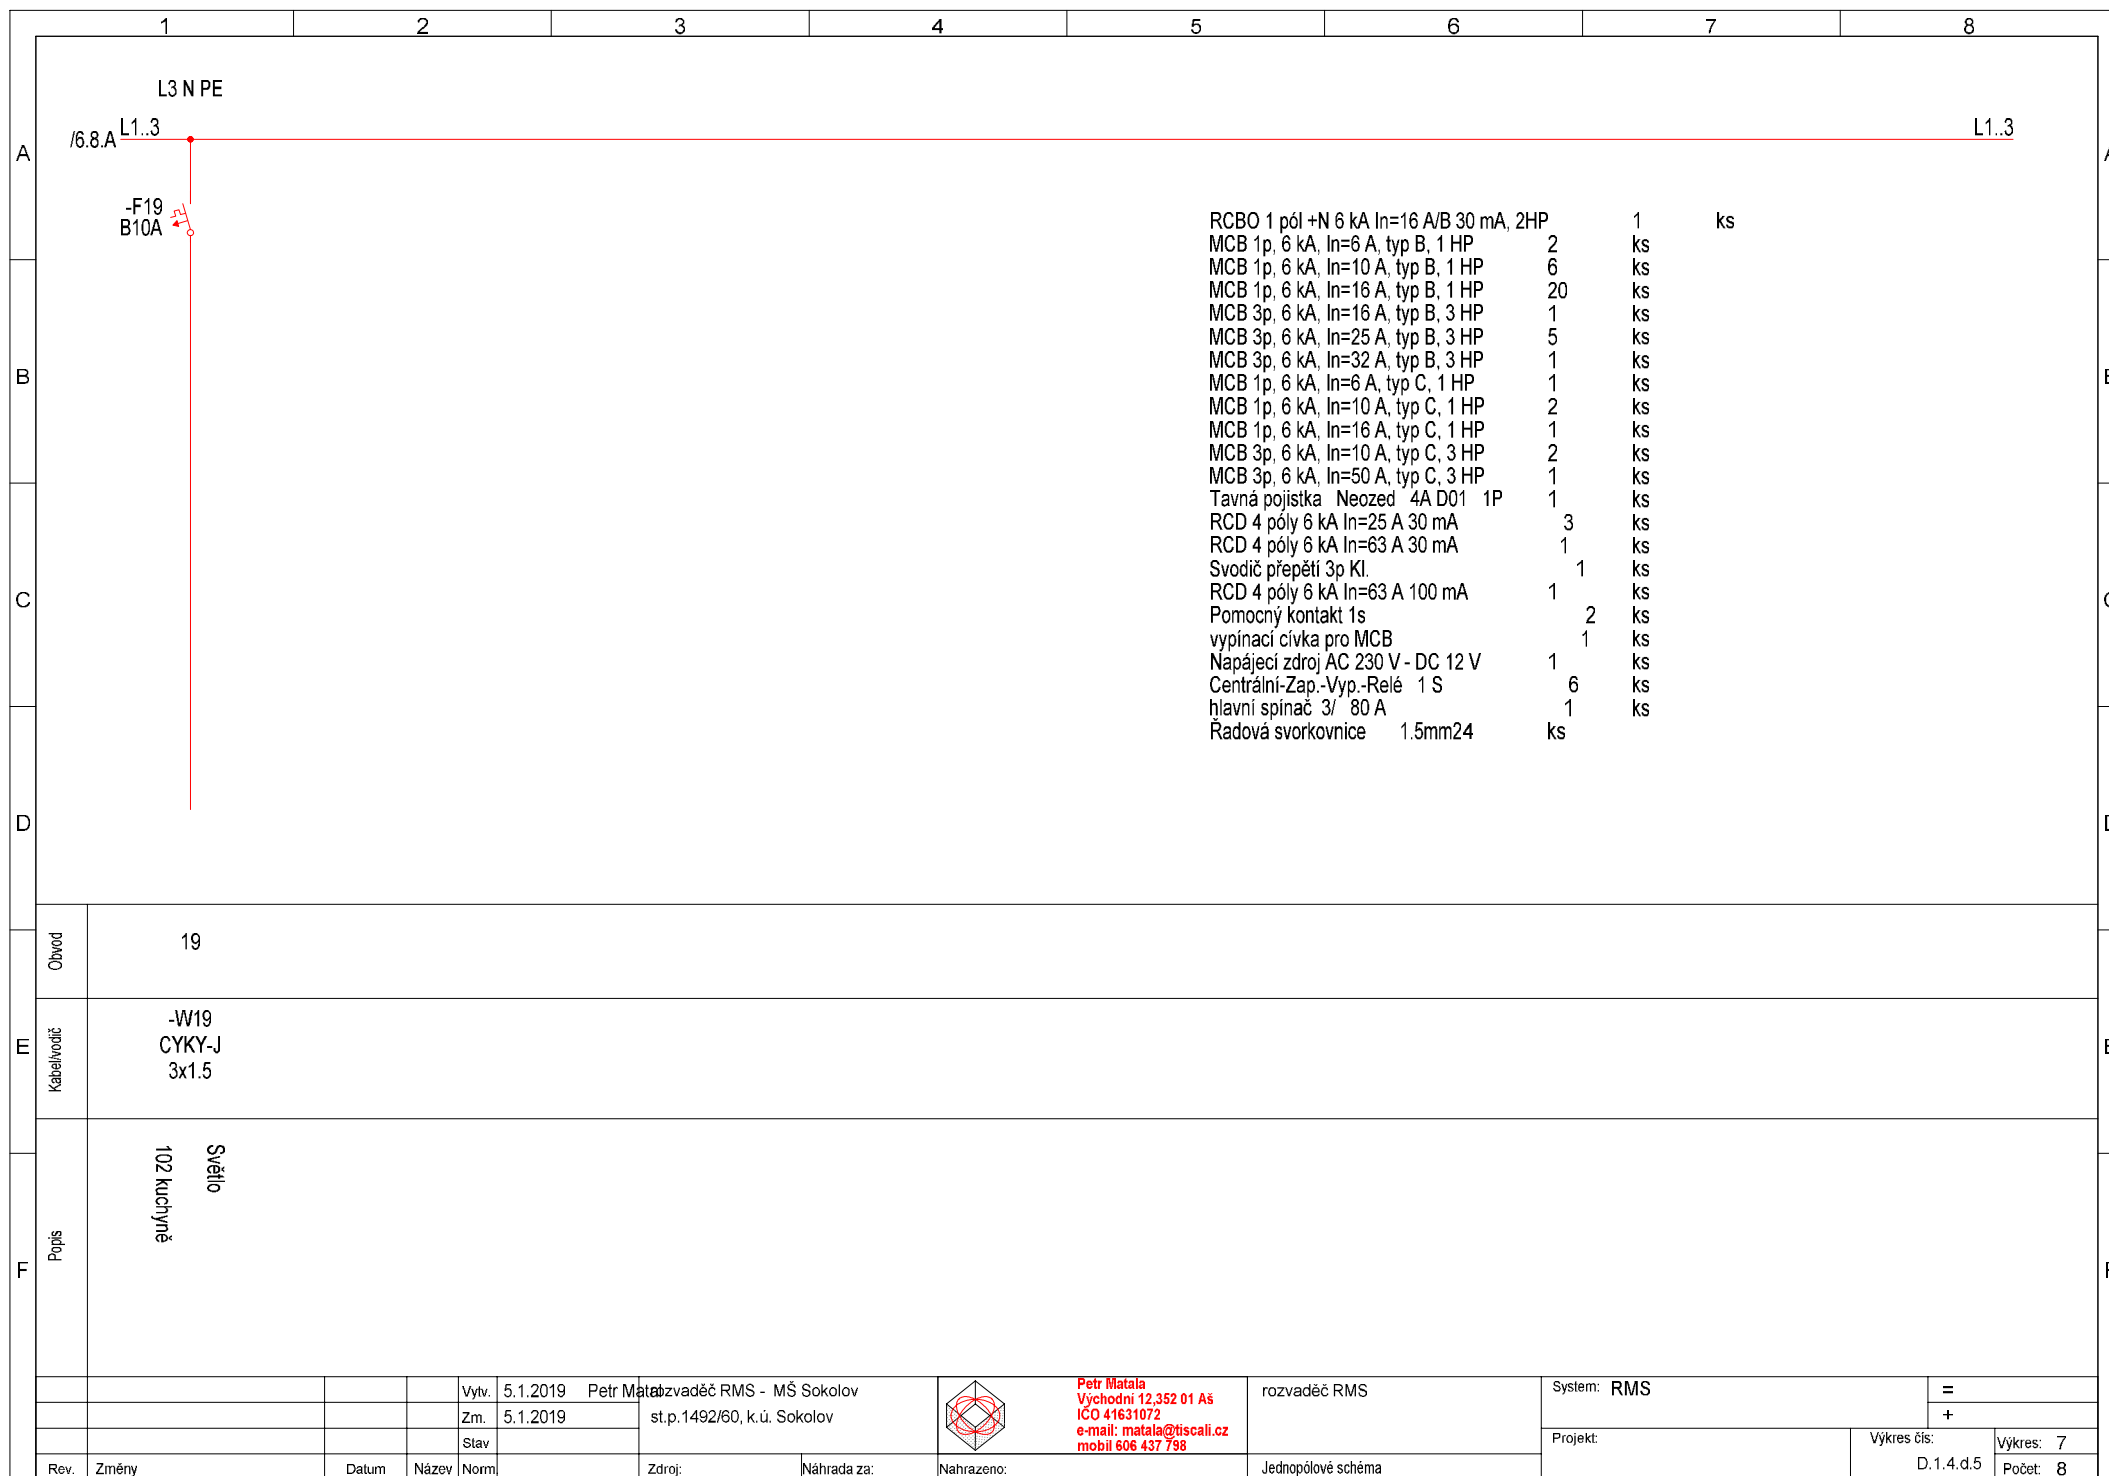 1 2 3 4 5 6 7 8
L3 N PE
/6.8.A L1..3 L1..3
A
-F19
B10A
RCBO 1 pól +N 6 kA In=16 A/B 30 mA, 2HP 1 ks
MCB 1p, 6 kA, In=6 A, typ B, 1 HP 2 ks
MCB 1p, 6 kA, In=10 A, typ B, 1 HP 6 ks
MCB 1p, 6 kA, In=16 A, typ B, 1 HP 20 ks
MCB 3p, 6 kA, In=16 A, typ B, 3 HP 1 ks
MCB 3p, 6 kA, In=25 A, typ B, 3 HP 5 ks
MCB 3p, 6 kA, In=32 A, typ B, 3 HP 1 ks
B
MCB 1p, 6 kA, In=6 A, typ C, 1 HP 1 ks
MCB 1p, 6 kA, In=10 A, typ C, 1 HP 2 ks
MCB 1p, 6 kA, In=16 A, typ C, 1 HP 1 ks
MCB 3p, 6 kA, In=10 A, typ C, 3 HP 2 ks
MCB 3p, 6 kA, In=50 A, typ C, 3 HP 1 ks
Tavná pojistka Neozed 4A D01 1P 1 ks
RCD 4 póly 6 kA In=25 A 30 mA 3 ks
RCD 4 póly 6 kA In=63 A 30 mA 1 ks
Svodič přepětí 3p Kl. 1 ks
RCD 4 póly 6 kA In=63 A 100 mA 1 ks
C
Pomocný kontakt 1s 2 ks
vypínací cívka pro MCB 1 ks
Napájecí zdroj AC 230 V - DC 12 V 1 ks
Centrální-Zap.-Vyp.-Relé 1 S 6 ks
hlavní spínač 3/ 80 A 1 ks
Řadová svorkovnice 1.5mm24 ks
D
Obvod 19
E
Kabel/vodič
-W19
CYKY-J
3x1.5
Popis
Světlo
102 kuchyně
F
Vytv. 5.1.2019 Petr Matal
Zm. 5.1.2019
Stav
Rev. Změny Datum Název Norm
rozvaděč RMS - MŠ Sokolov
st.p.1492/60, k.ú. Sokolov
Zdroj: Náhrada za: Nahrazeno:
Petr Matala
Východní 12,352 01 Aš
IČO 41631072
e-mail: matala@tiscali.cz
mobil 606 437 798
rozvaděč RMS
Jednopólové schéma
System: RMS
=
+
Projekt:
Výkres čís:
D.1.4.d.5
Výkres: 7
Počet: 8